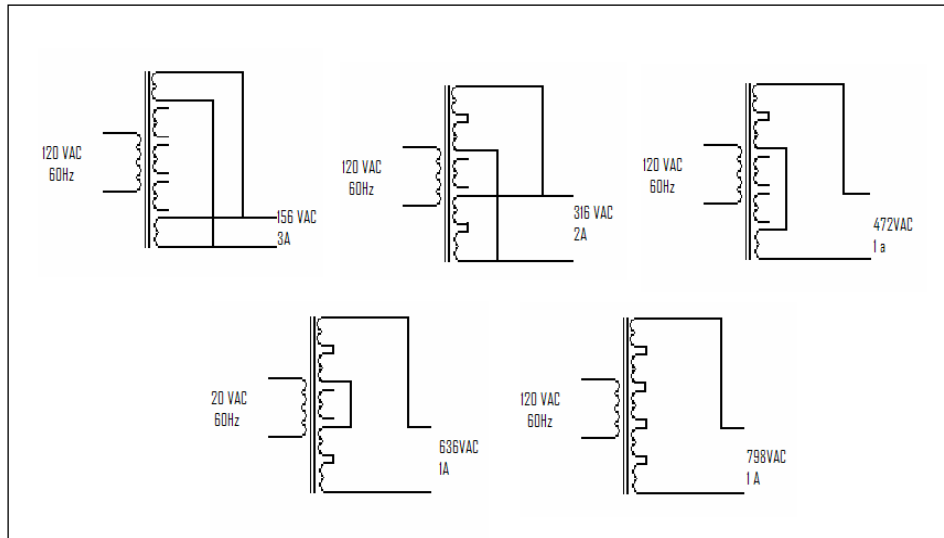 120 VAC
60Hz
156 VAC
3A
120 VAC
60Hz
316 VAC
2A
120 VAC
60Hz
472VAC
1 a
20 VAC
60Hz
636VAC
1A
120 VAC
60Hz
798VAC
1 A